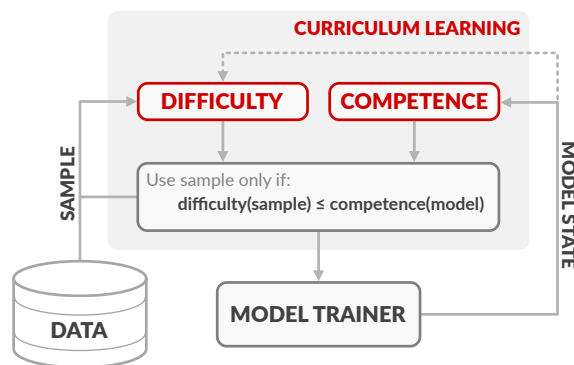 CURRICULUM LEARNING
DIFFICULTY
COMPETENCE
SAMPLE
Use sample only if:
difficulty(sample) ≤ competence(model)
MODEL STATE
DATA
MODEL TRAINER